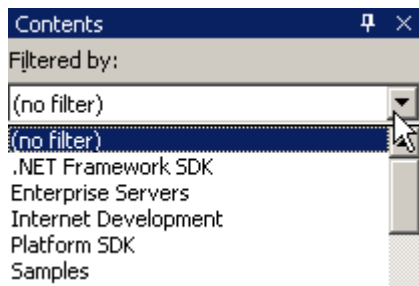 Contents
Filtered by:
(no filter)
(no filter)
.NET Framework SDK
Enterprise Servers
Internet Development
Platform SDK
Samples